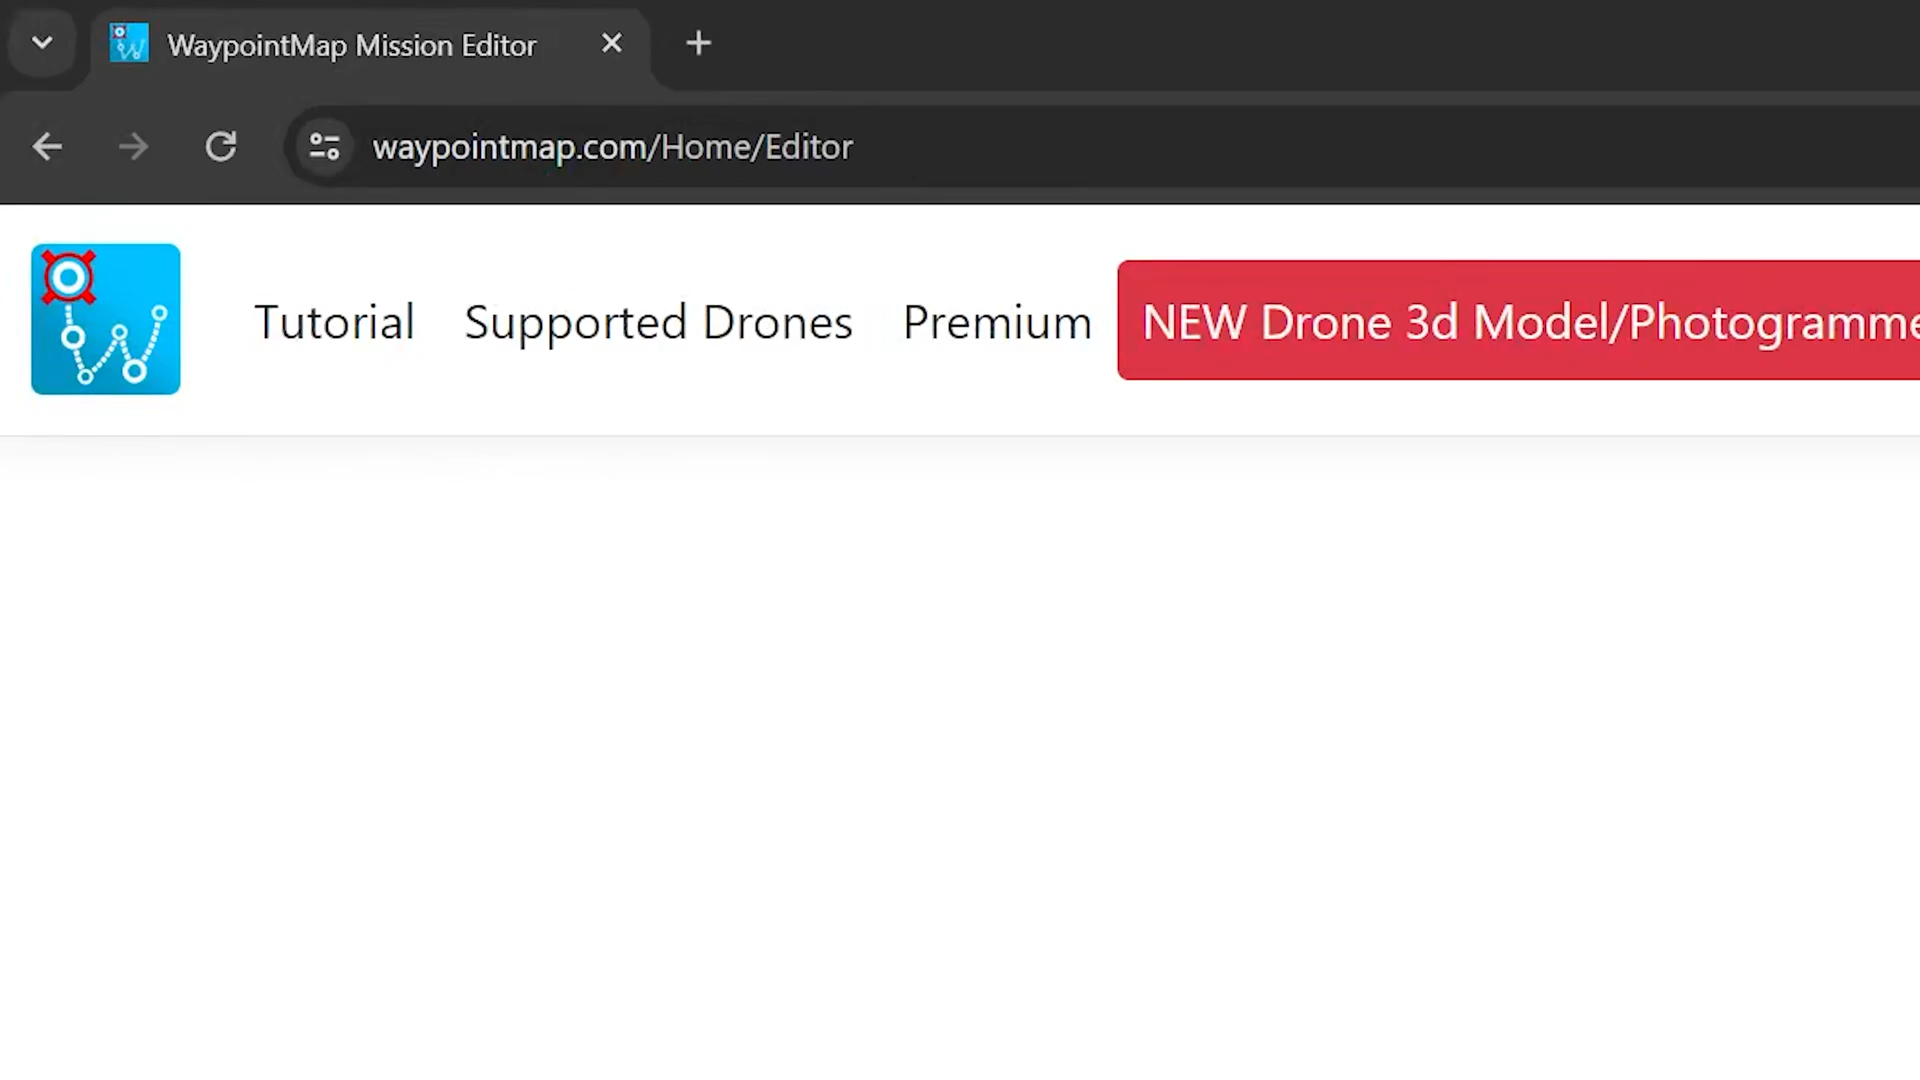 WaypointMap Mission Editor
waypointmap.com/Home/Editor
Tutorial Supported Drones Premium NEW Drone 3d Model/Photogramme